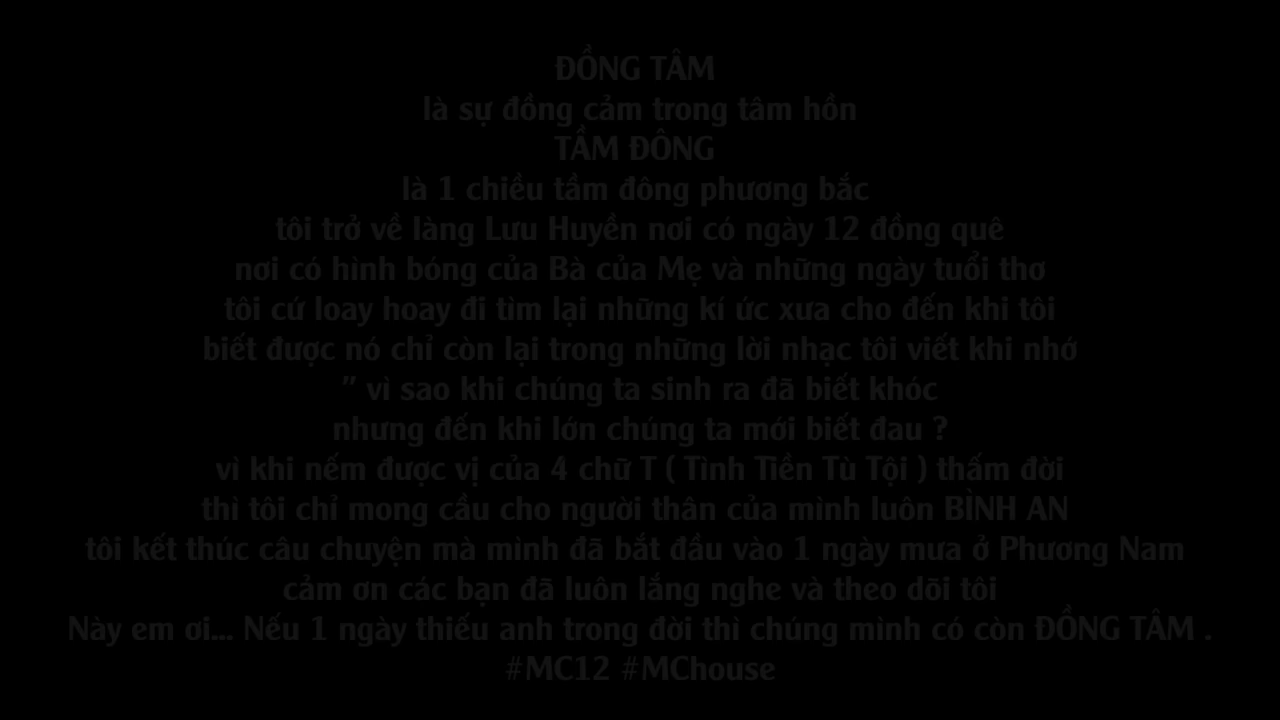 ĐỒNG TÂM
là sự đồng cảm trong tâm hồn
TẦM ĐÔNG
là 1 chiều tầm đông phương bắc
tôi trở về làng Lưu Huyền nơi có ngày 12 đồng quê
nơi có hình bóng của Bà của Mẹ và những ngày tuổi thơ
tôi cứ loay hoay đi tìm lại những kí ức xưa cho đến khi tôi
biết được nó chỉ còn lại trong những lời nhạc tôi viết khi nhớ
" vì sao khi chúng ta sinh ra đã biết khóc
nhưng đến khi lớn chúng ta mới biết đau ?
vì khi nếm được vị của 4 chữ T ( Tình Tiền Tù Tội ) thấm đời
thì tôi chỉ mong cầu cho người thân của mình luôn BÌNH AN
tôi kết thúc câu chuyện mà mình đã bắt đầu vào 1 ngày mưa ở Phương Nam
cảm ơn các bạn đã luôn lắng nghe và theo dõi tôi
Này em ơi... Nếu 1 ngày thiếu anh trong đời thì chúng mình có còn ĐỒNG TÂM .
#MC12 #MChouse